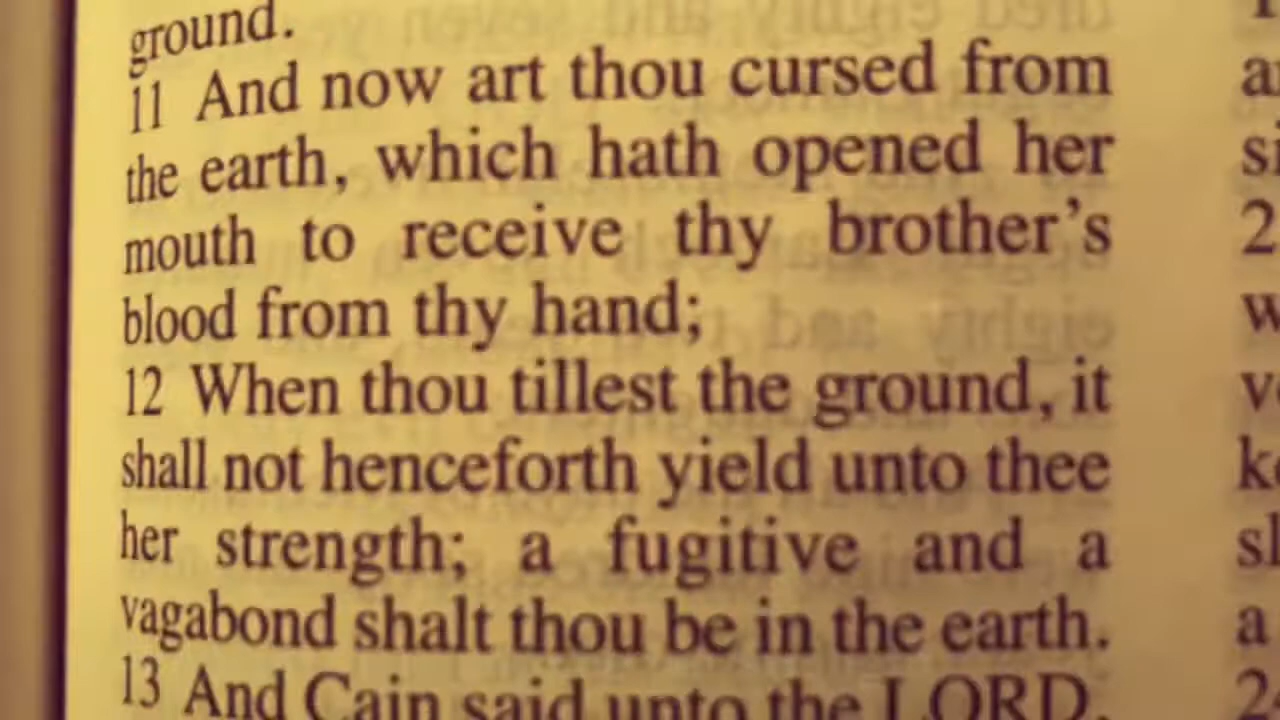 ground.
11 And now art thou cursed from
the earth, which hath opened her
mouth to receive thy brother's
blood from thy hand;
12 When thou tillest the ground, it
shall not henceforth yield unto thee
her strength; a fugitive and a
vagabond shalt thou be in the earth.
13 And Cain said unto the LORD,